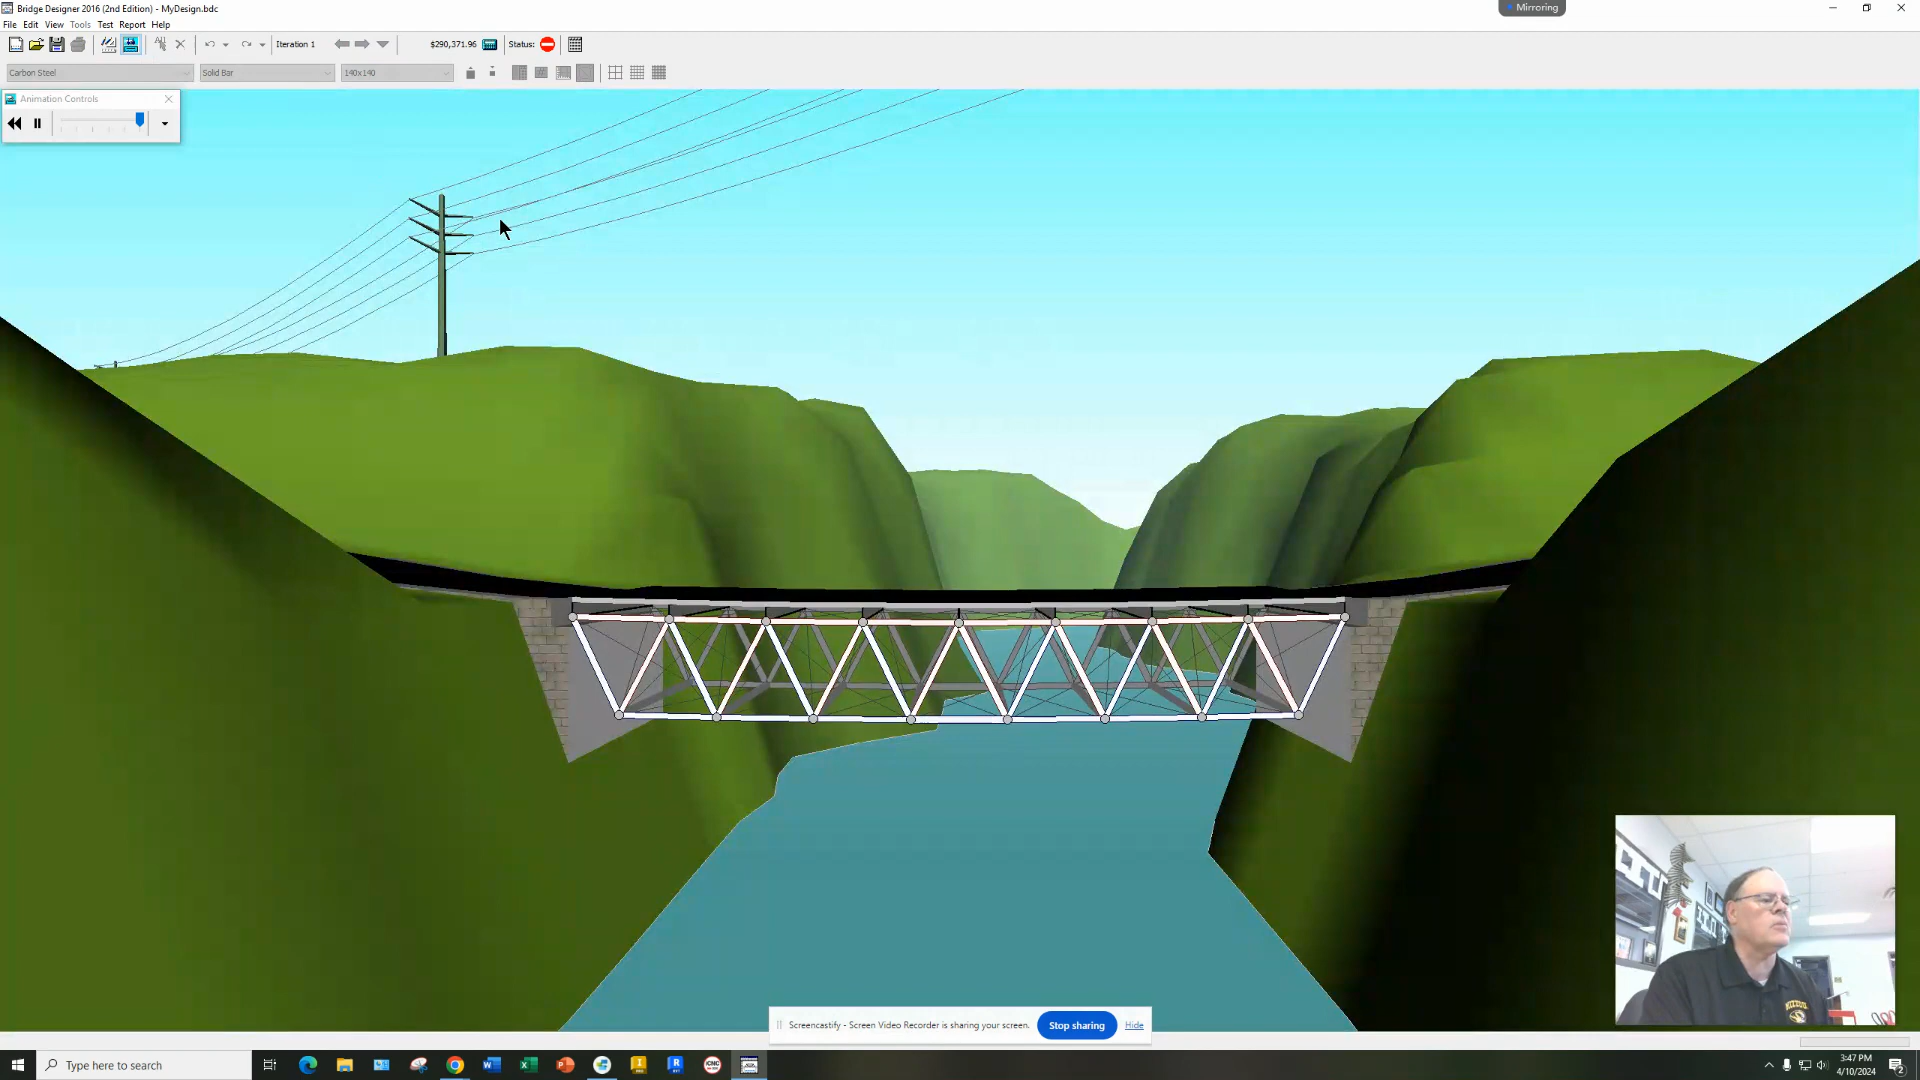 Bridge Designer 2016 (2nd Edition) - MyDesign.bdc
Mirroring
File Edit View Tools Test Report Help
Iteration 1
$290,371.96
Status:
Carbon Steel
Solid Bar
140x140
Animation Controls
MIZZOU
Screencastify - Screen Video Recorder is sharing your screen.
Stop sharing
Hide
Type here to search
3:47 PM
4/10/2024
2